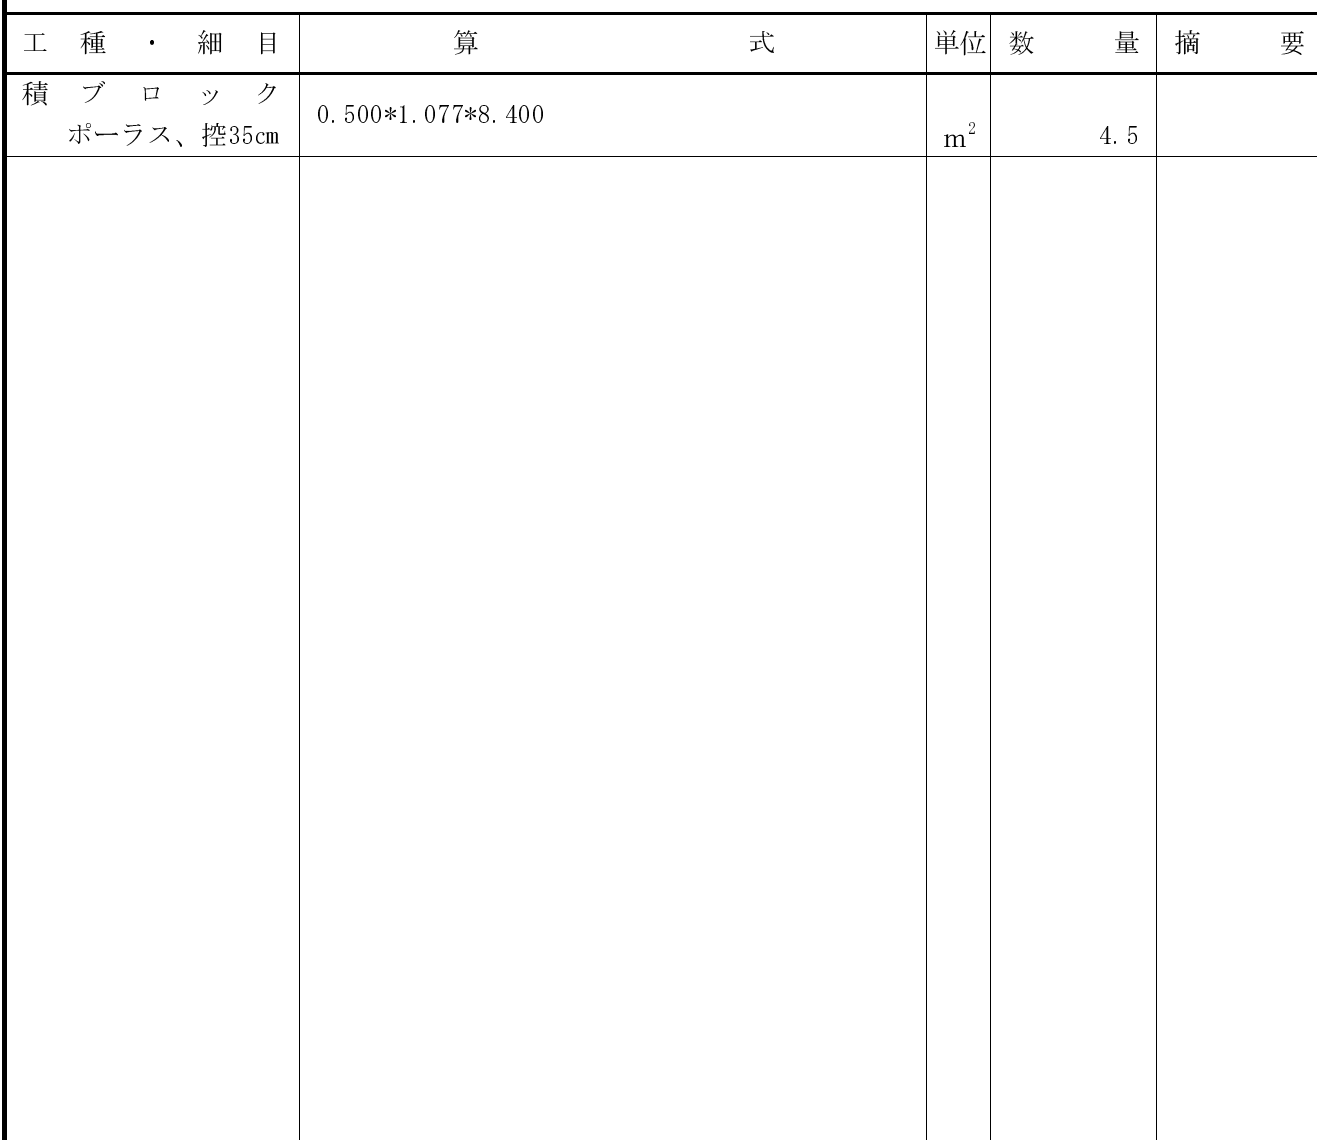 工種・細目 算式 単位 数量 摘要
積ブロック
0.500*1.077*8.400
ポーラス、控35㎝ m² 4.5